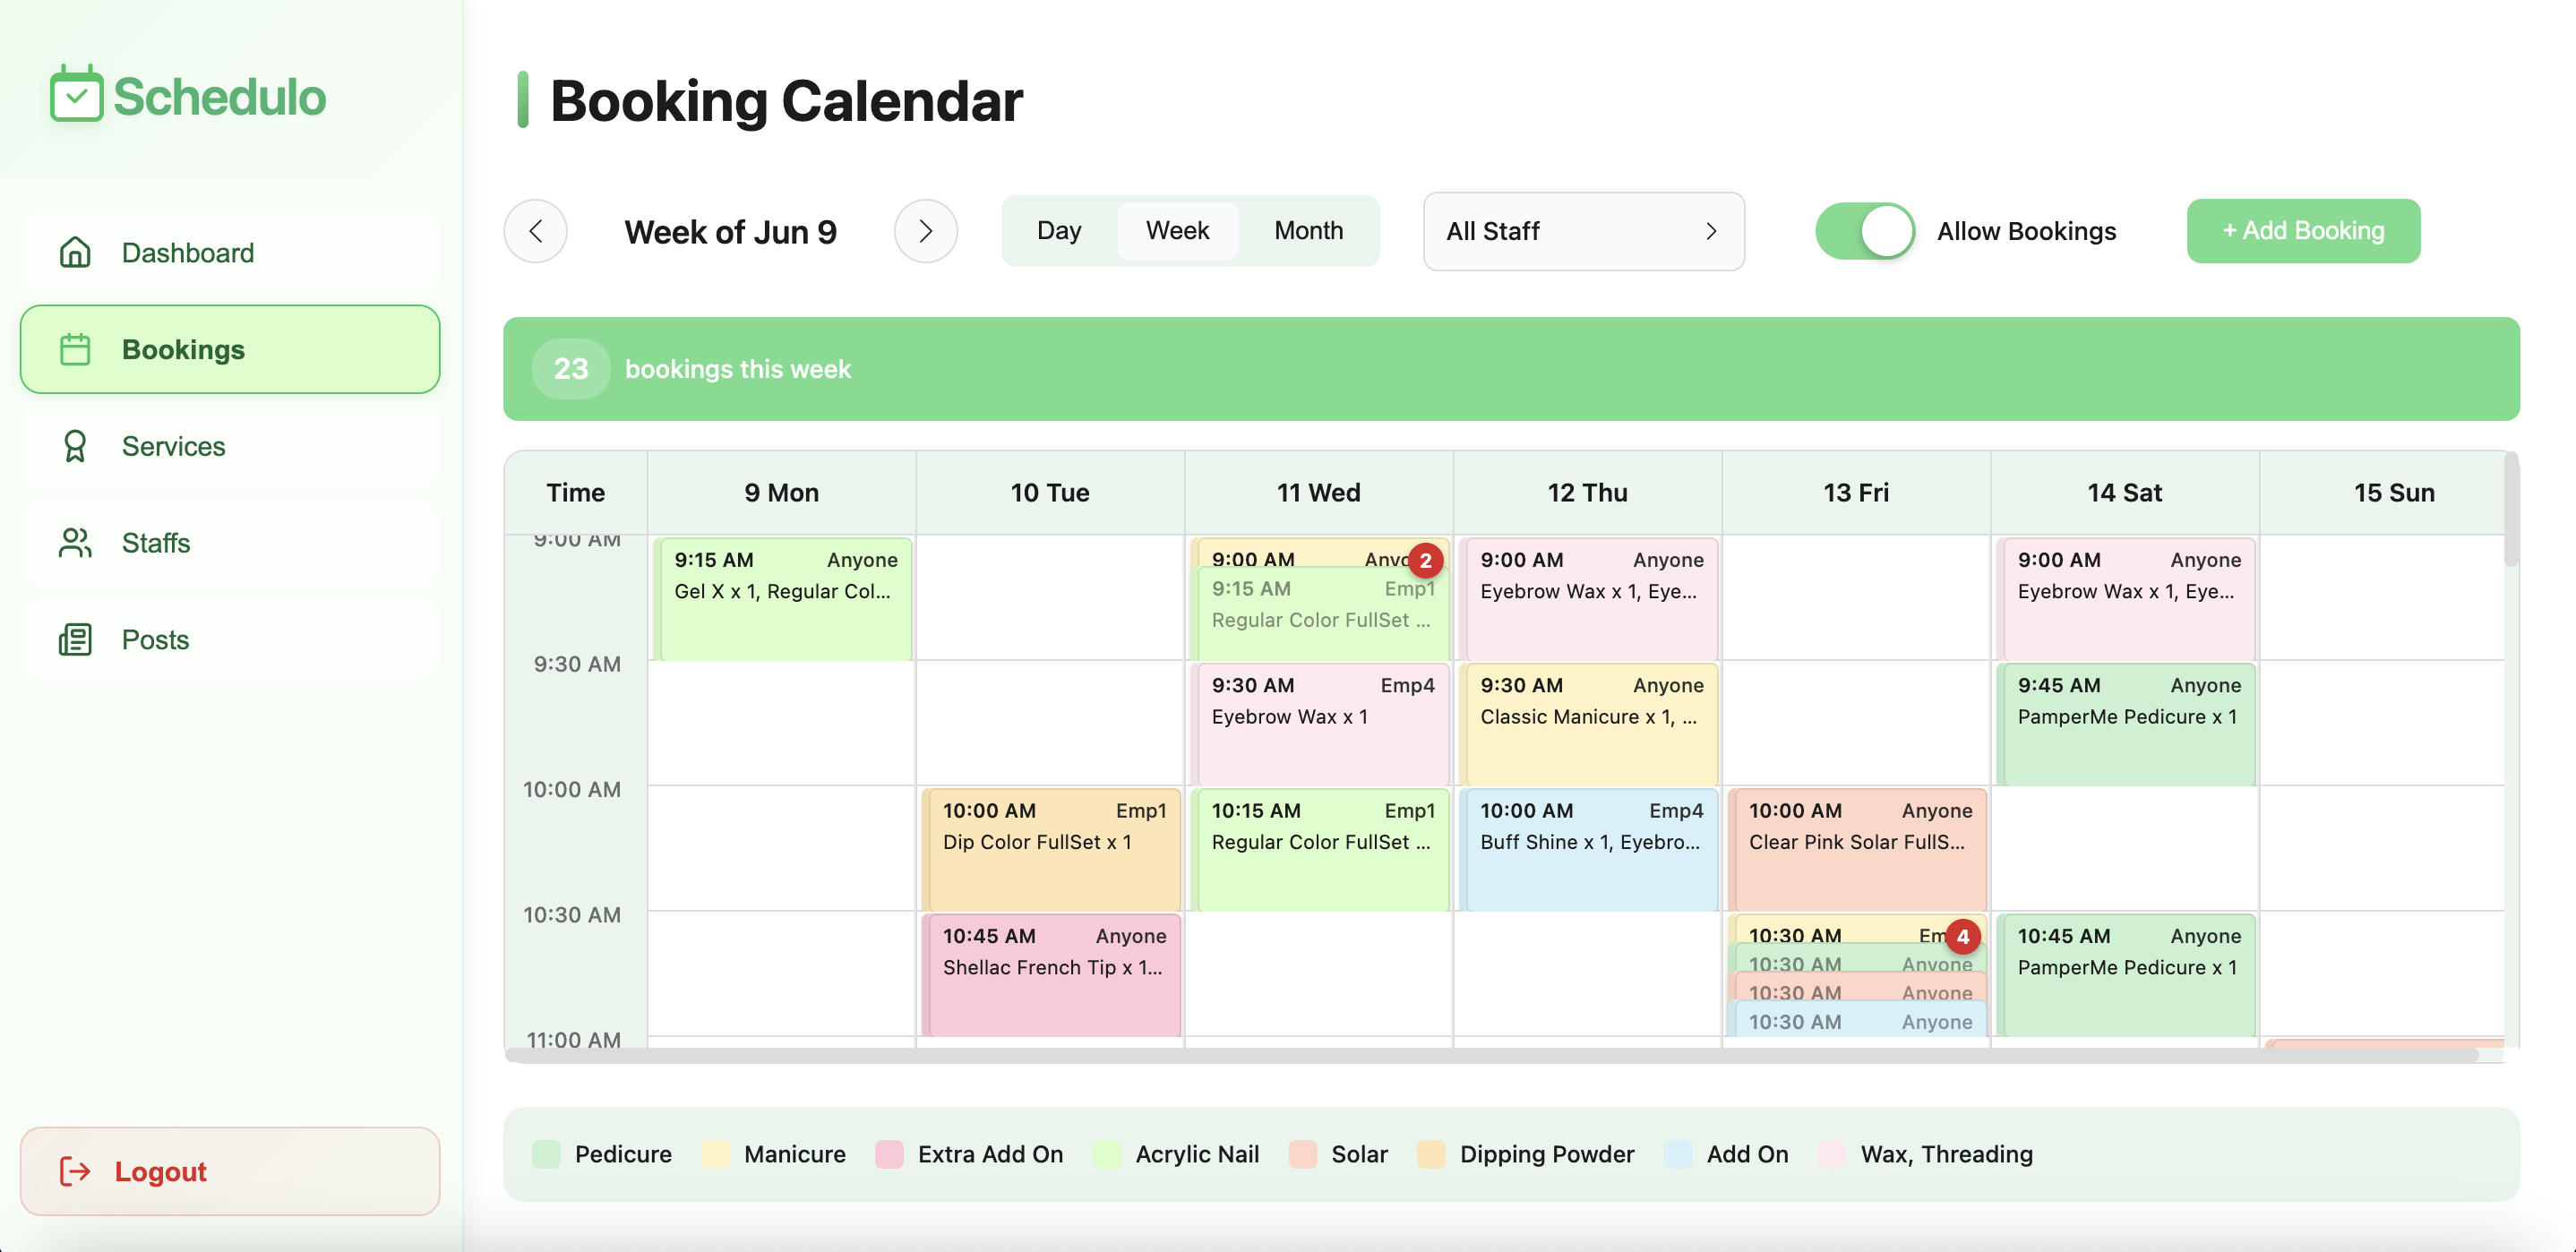 Schedulo
Dashboard
Bookings
Services
Staffs
Posts
Logout
Booking Calendar
Week of Jun 9
Day Week Month
All Staff
Allow Bookings
+ Add Booking
23 bookings this week
Time 9 Mon 10 Tue 11 Wed 12 Thu 13 Fri 14 Sat 15 Sun
9:00 AM
9:15 AM Anyone
Gel X x 1, Regular Col...
9:00 AM 2
9:15 AM Emp1
Regular Color FullSet ...
9:00 AM Anyone
Eyebrow Wax x 1, Eye...
9:00 AM Anyone
Eyebrow Wax x 1, Eye...
9:30 AM
9:30 AM Emp4
Eyebrow Wax x 1
9:30 AM Anyone
Classic Manicure x 1, ...
9:45 AM Anyone
PamperMe Pedicure x 1
10:00 AM
10:00 AM Emp1
Dip Color FullSet x 1
10:15 AM Emp1
Regular Color FullSet ...
10:00 AM Emp4
Buff Shine x 1, Eyebro...
10:00 AM Anyone
Clear Pink Solar FullS...
10:30 AM
10:45 AM Anyone
Shellac French Tip x 1...
10:30 AM 4
10:30 AM Anyone
10:30 AM Anyone
10:30 AM Anyone
10:45 AM Anyone
PamperMe Pedicure x 1
11:00 AM
Pedicure Manicure Extra Add On Acrylic Nail Solar Dipping Powder Add On Wax, Threading